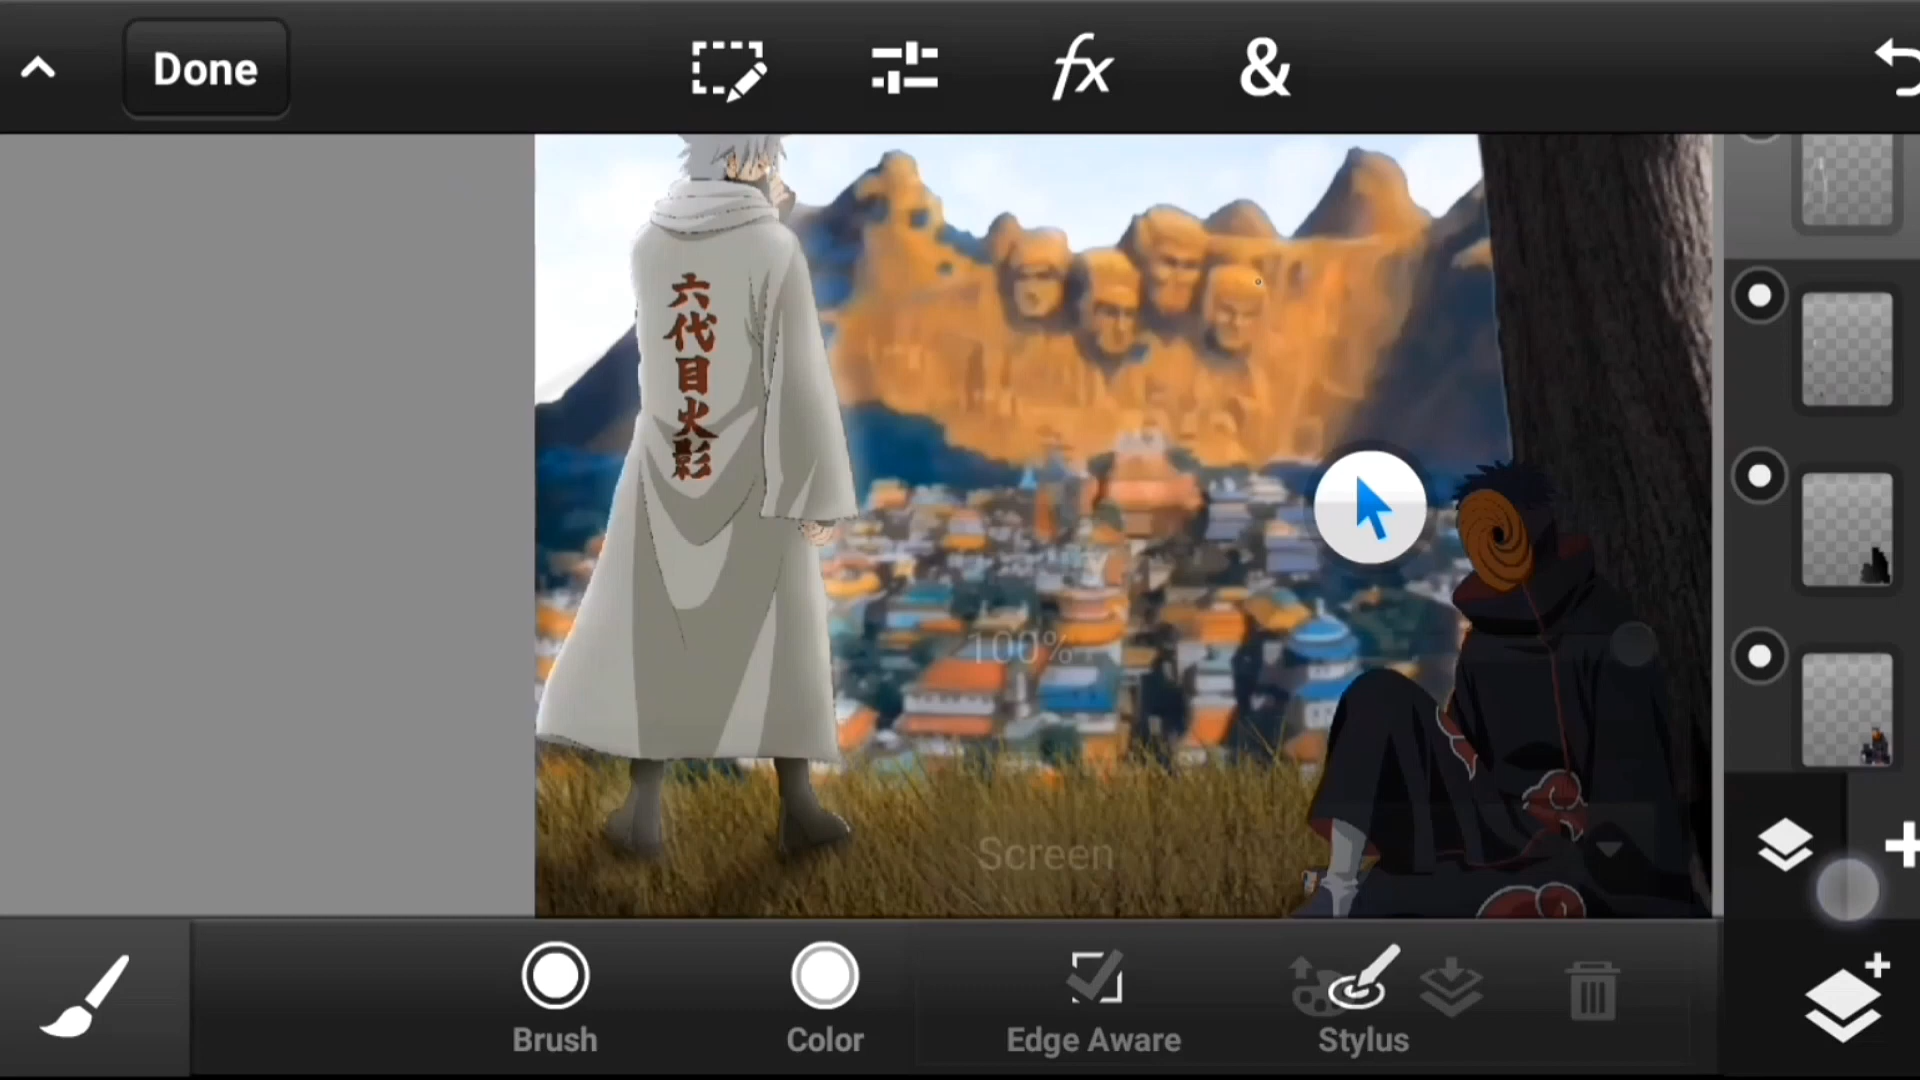 Done
fx
&
六代目火影
100%
Screen
Brush
Color
Edge Aware
Stylus